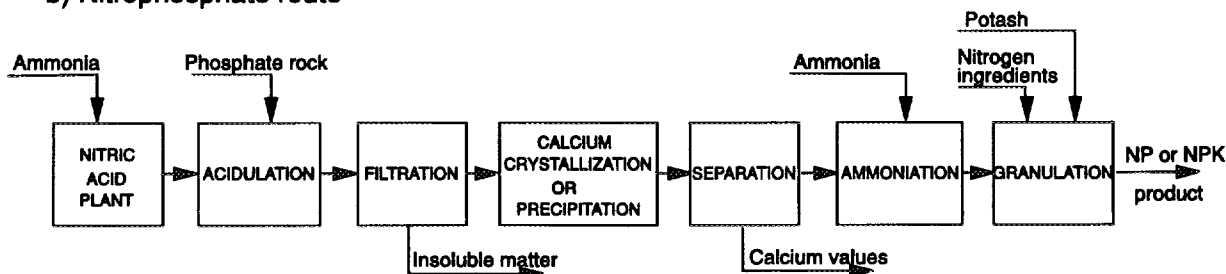 b) Nitrophosphate route
Potash
Ammonia
Phosphate rock
Ammonia
Nitrogen
ingredients
NITRIC
ACID
PLANT
ACIDULATION
FILTRATION
CALCIUM
CRYSTALLIZATION
OR
PRECIPITATION
SEPARATION
AMMONIATION
GRANULATION
NP or NPK
product
Insoluble matter
Calcium values